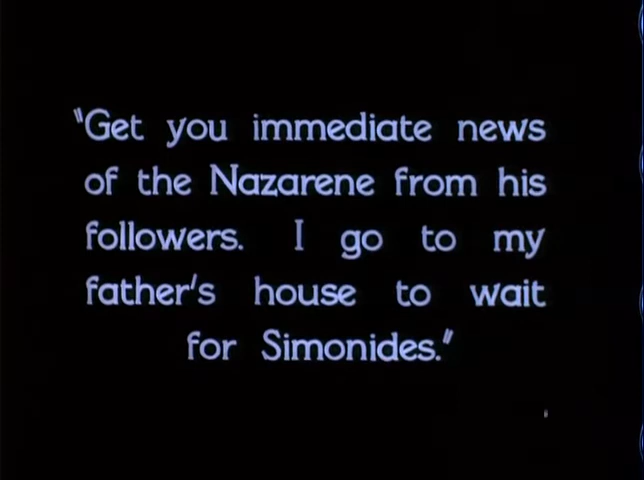 "Get you immediate news
of the Nazarene from his
followers. I go to my
father's house to wait
for Simonides."